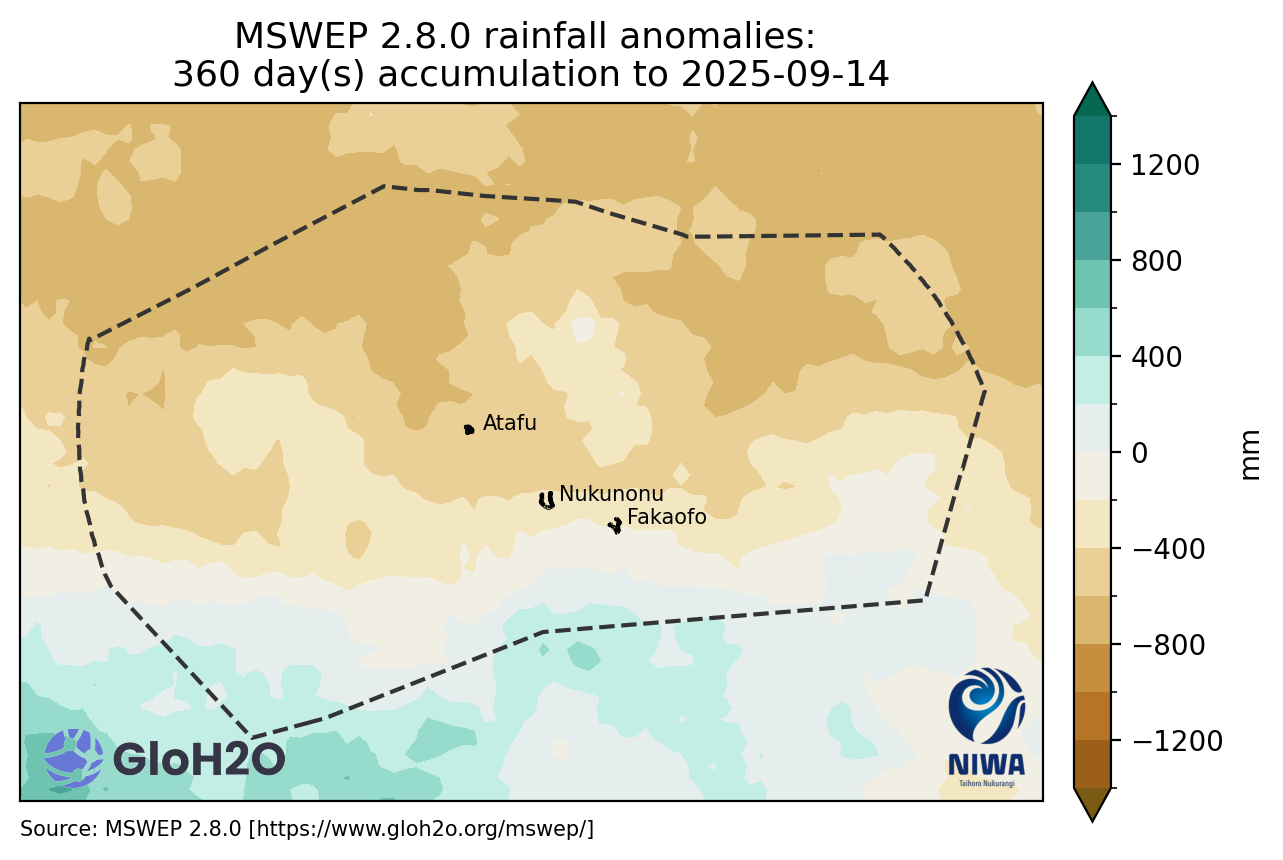 MSWEP 2.8.0 rainfall anomalies:
360 day(s) accumulation to 2025-09-14
1200
800
400
0
−400
−800
−1200
mm
Atafu
Nukunonu
Fakaofo
GloH2O
NIWA
Taihoro Nukurangi
Source: MSWEP 2.8.0 [https://www.gloh2o.org/mswep/]